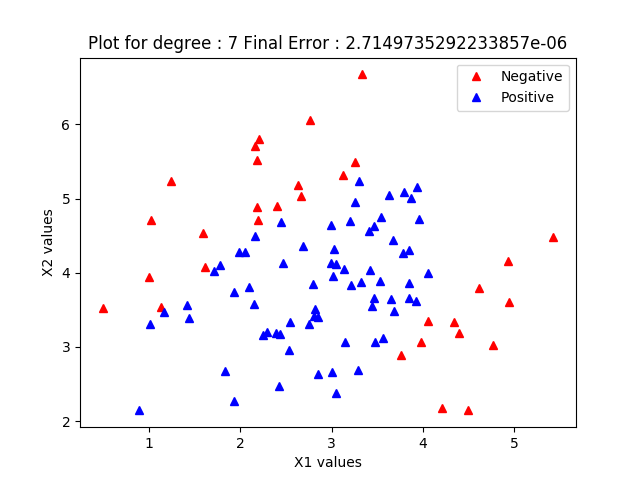 Plot for degree : 7 Final Error : 2.7149735292233857e-06
Negative
Positive
6
5
4
3
2
X2 values
1 2 3 4 5
X1 values